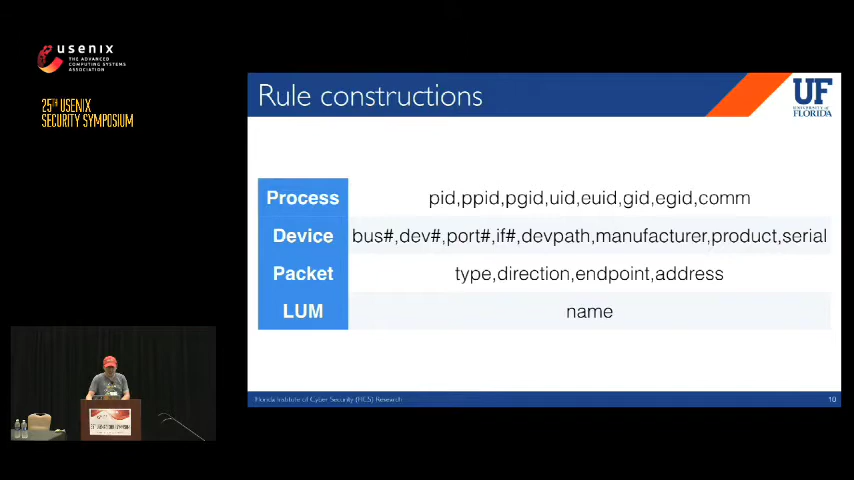 usenix
THE ADVANCED
COMPUTING SYSTEMS
ASSOCIATION
25TH USENIX
SECURITY SYMPOSIUM
Rule constructions
UF
UNIVERSITY of
FLORIDA
Process pid,ppid,pgid,uid,euid,gid,egid,comm
Device bus#,dev#,port#,if#,devpath,manufacturer,product,serial
Packet type,direction,endpoint,address
LUM name
Florida Institute of Cyber Security (FICS) Research
10